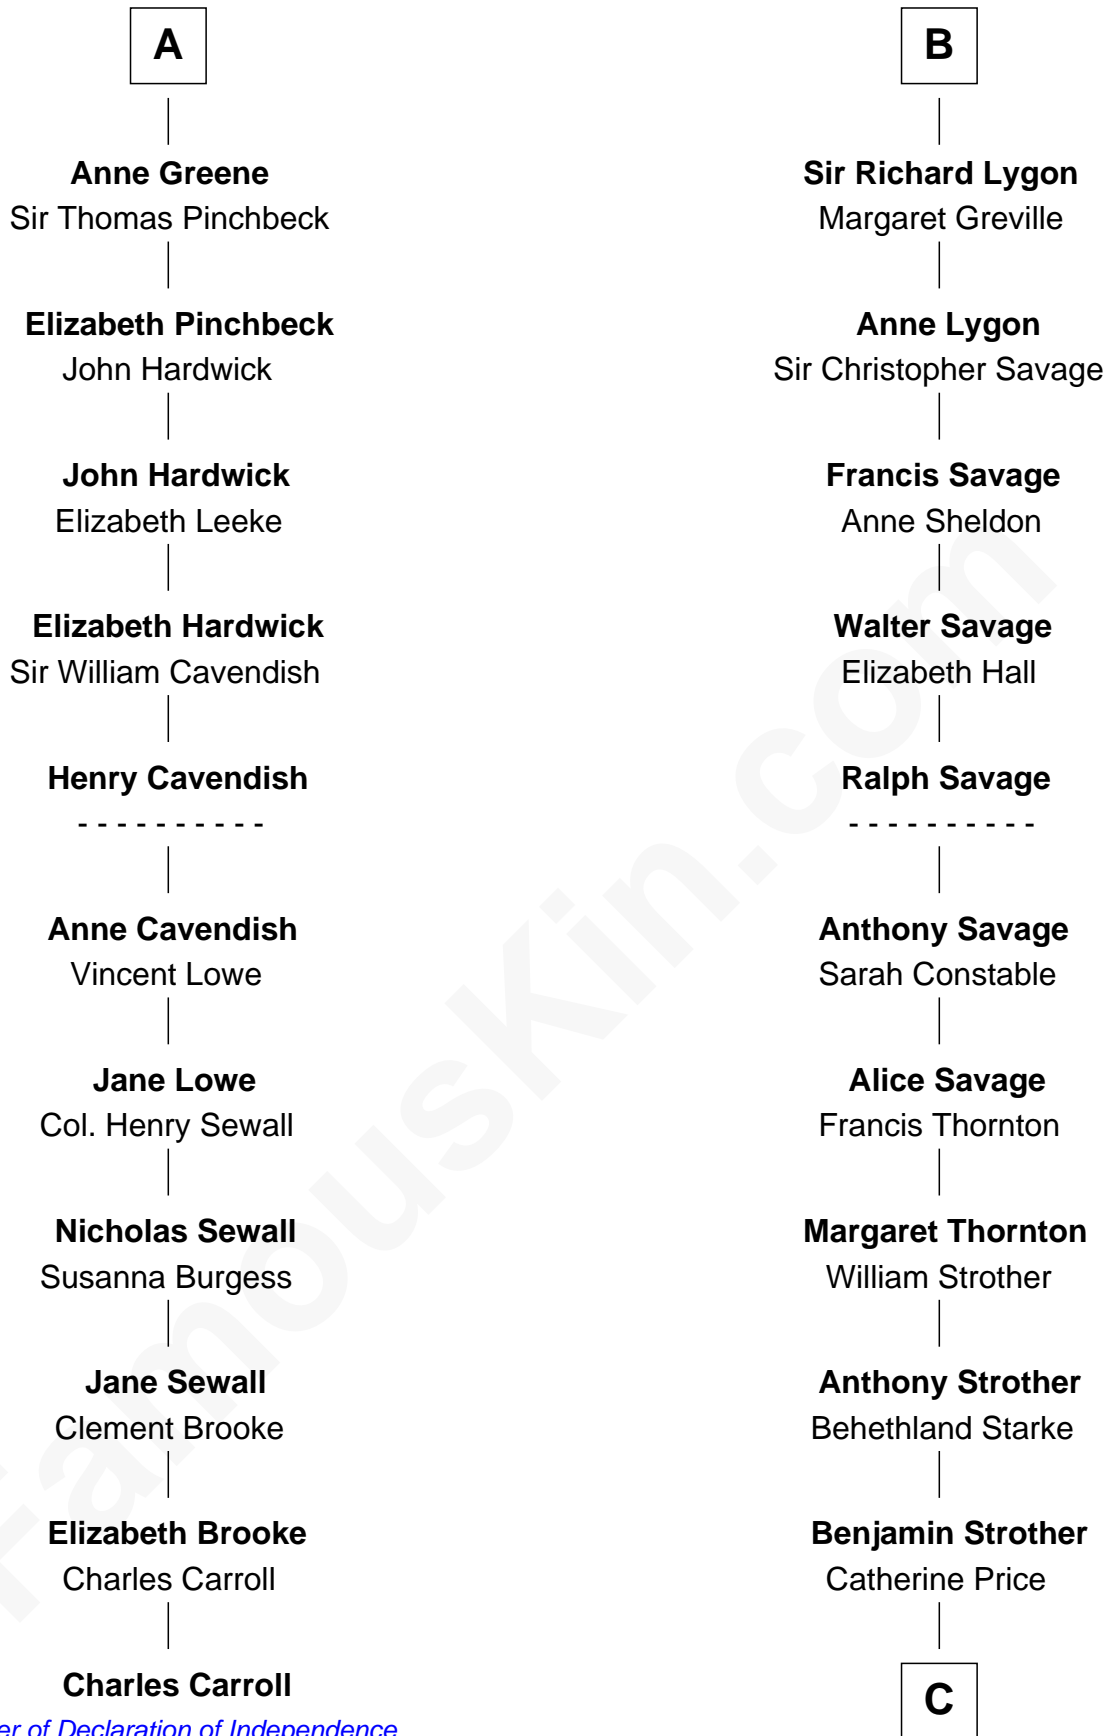 A
Anne Greene
Sir Thomas Pinchbeck
Elizabeth Pinchbeck
John Hardwick
John Hardwick
Elizabeth Leeke
Elizabeth Hardwick
Sir William Cavendish
Henry Cavendish
- - - - - - - - - -
Anne Cavendish
Vincent Lowe
Jane Lowe
Col. Henry Sewall
Nicholas Sewall
Susanna Burgess
Jane Sewall
Clement Brooke
Elizabeth Brooke
Charles Carroll
Charles Carroll
of Declaration of Independence
B
Sir Richard Lygon
Margaret Greville
Anne Lygon
Sir Christopher Savage
Francis Savage
Anne Sheldon
Walter Savage
Elizabeth Hall
Ralph Savage
- - - - - - - - - -
Anthony Savage
Sarah Constable
Alice Savage
Francis Thornton
Margaret Thornton
William Strother
Anthony Strother
Behethland Starke
Benjamin Strother
Catherine Price
C
FamousKin.com